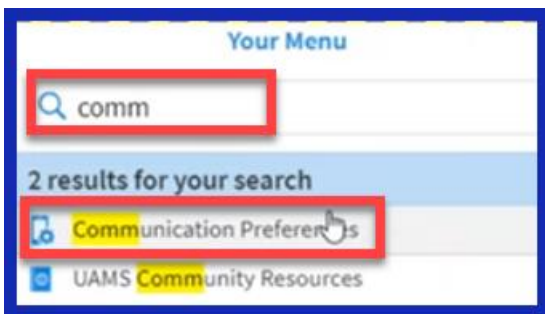 Your Menu
comm
2 results for your search
Communication Preferences
UAMS Community Resources